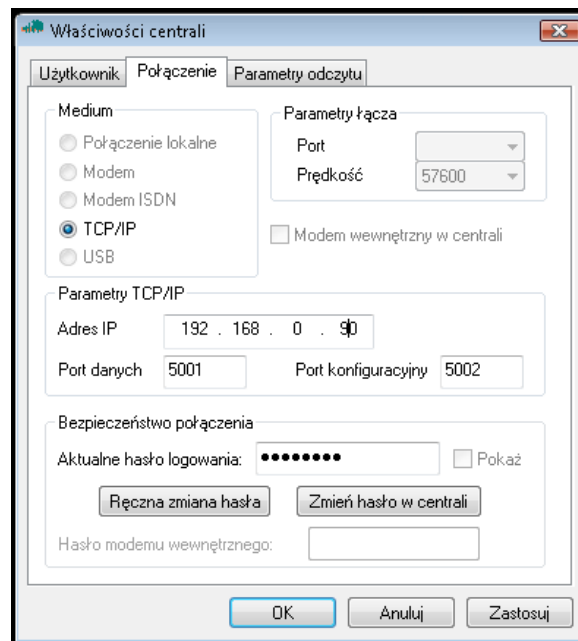 Właściwości centrali
Użytkownik Połączenie Parametry odczytu
Medium
Połączenie lokalne
Modem
Modem ISDN
TCP/IP
USB
Parametry łącza
Port
Prędkość 57600
Modem wewnętrzny w centrali
Parametry TCP/IP
Adres IP 192 . 168 . 0 . 90
Port danych 5001 Port konfiguracyjny 5002
Bezpieczeństwo połączenia
Aktualne hasło logowania: •••••••• Pokaż
Ręczna zmiana hasła Zmień hasło w centrali
Hasło modemu wewnętrznego:
OK Anuluj Zastosuj